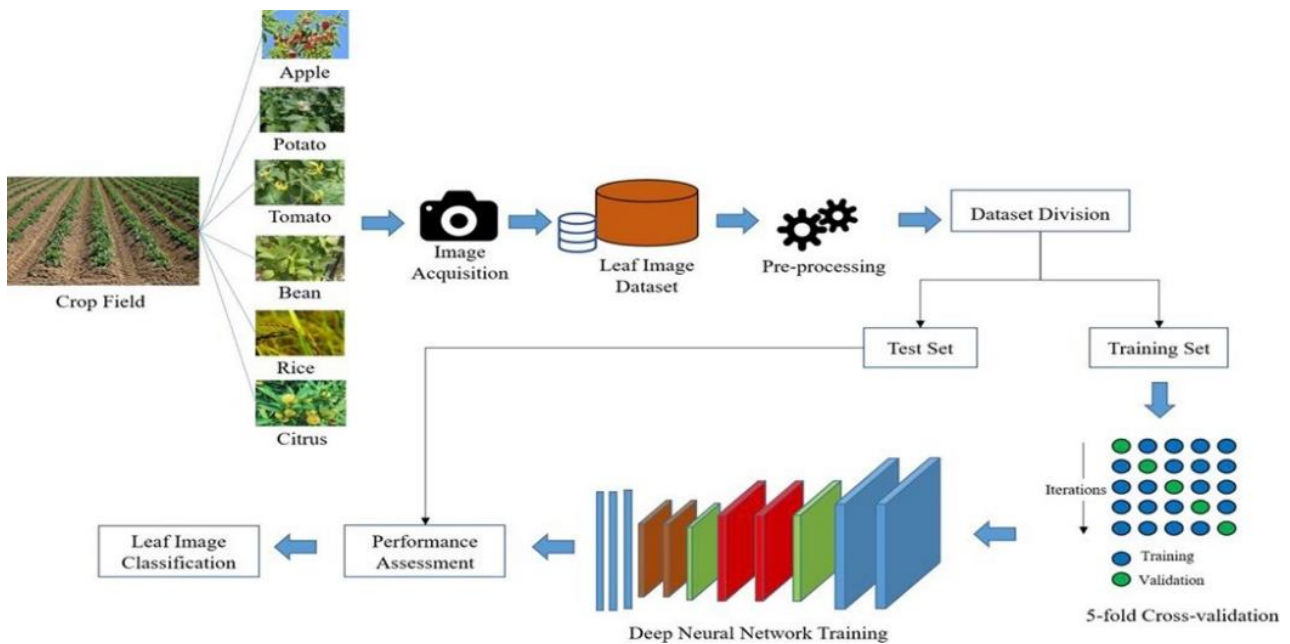 Apple
Potato
Tomato
Bean
Rice
Citrus
Crop Field
Image
Acquisition
Leaf Image
Dataset
Pre-processing
Dataset Division
Test Set
Training Set
Iterations
Training
Validation
5-fold Cross-validation
Deep Neural Network Training
Performance
Assessment
Leaf Image
Classification